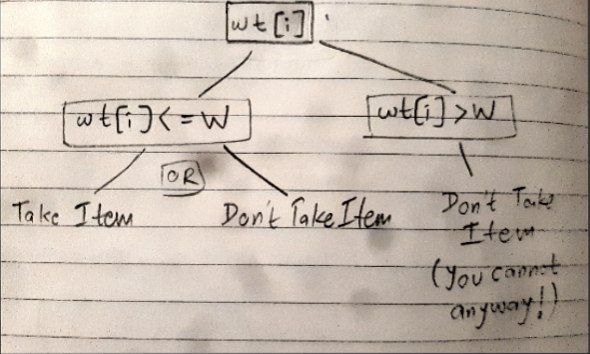 wt[i]
wt[i]<=W
wt[i]>W
OR
Take Item
Don't Take Item
Don't Take
Item
(you cannot
anyway!)